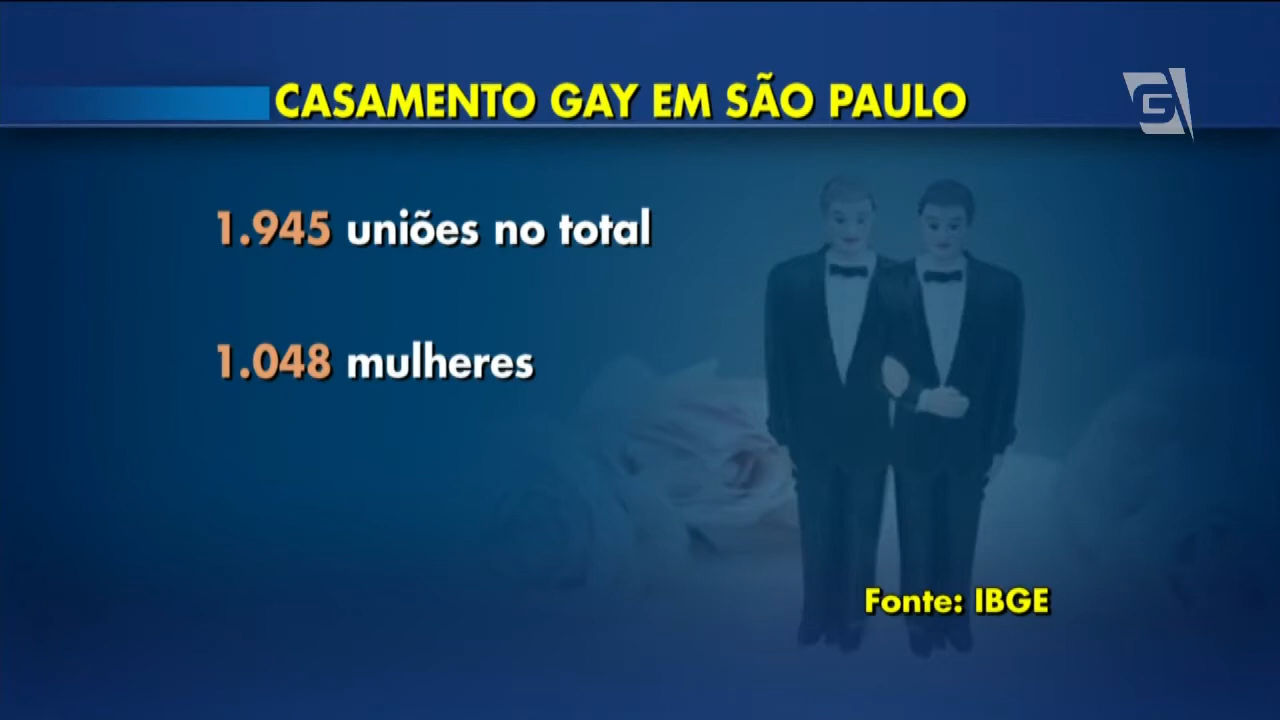 CASAMENTO GAY EM SÃO PAULO
1.945 uniões no total
1.048 mulheres
Fonte: IBGE